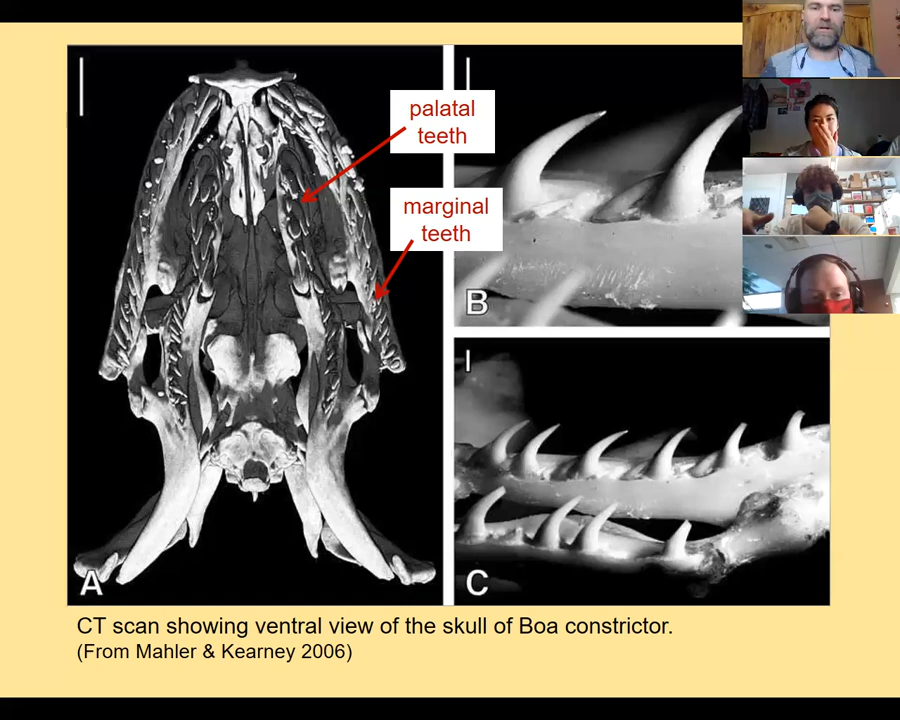 palatal
teeth
marginal
teeth
A
B
C
CT scan showing ventral view of the skull of Boa constrictor.
(From Mahler & Kearney 2006)